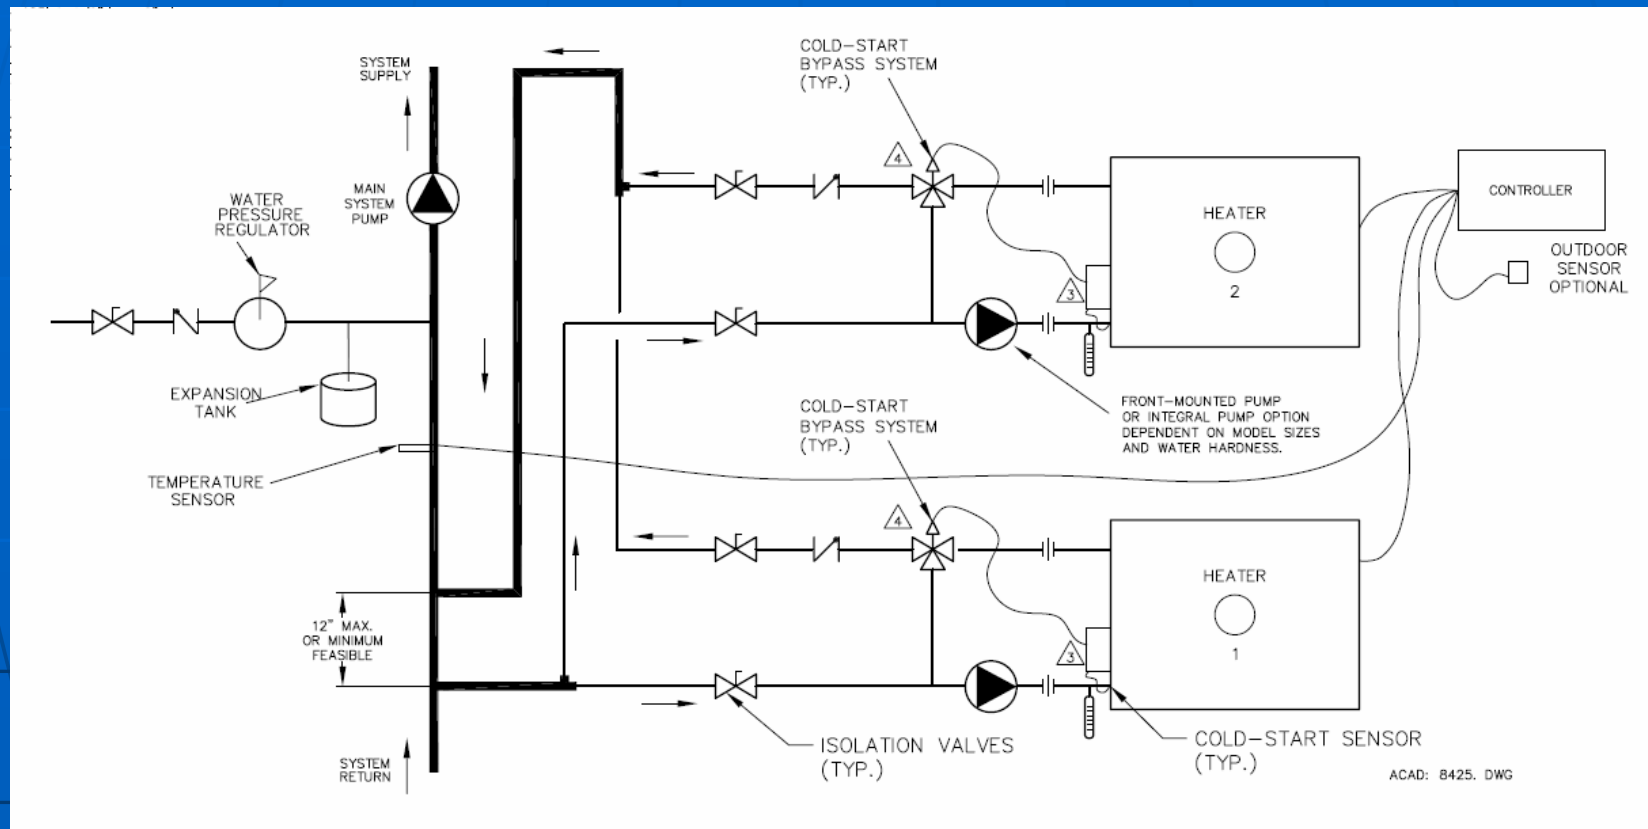 SYSTEM
SUPPLY
COLD-START
BYPASS SYSTEM
(TYP.)
4
MAIN
SYSTEM
PUMP
WATER
PRESSURE
REGULATOR
HEATER
2
CONTROLLER
OUTDOOR
SENSOR
OPTIONAL
3
EXPANSION
TANK
COLD-START
BYPASS SYSTEM
(TYP.)
FRONT-MOUNTED PUMP
OR INTEGRAL PUMP OPTION
DEPENDENT ON MODEL SIZES
AND WATER HARDNESS.
TEMPERATURE
SENSOR
4
HEATER
1
12" MAX.
OR MINIMUM
FEASIBLE
3
SYSTEM
RETURN
ISOLATION VALVES
(TYP.)
COLD-START SENSOR
(TYP.)
ACAD: 8425. DWG